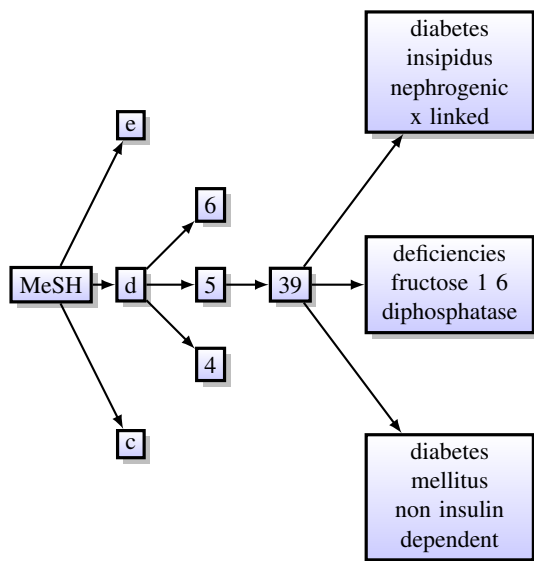 diabetes
insipidus
nephrogenic
x linked
e
6
MeSH
d
5
39
deficiencies
fructose 1 6
diphosphatase
4
c
diabetes
mellitus
non insulin
dependent